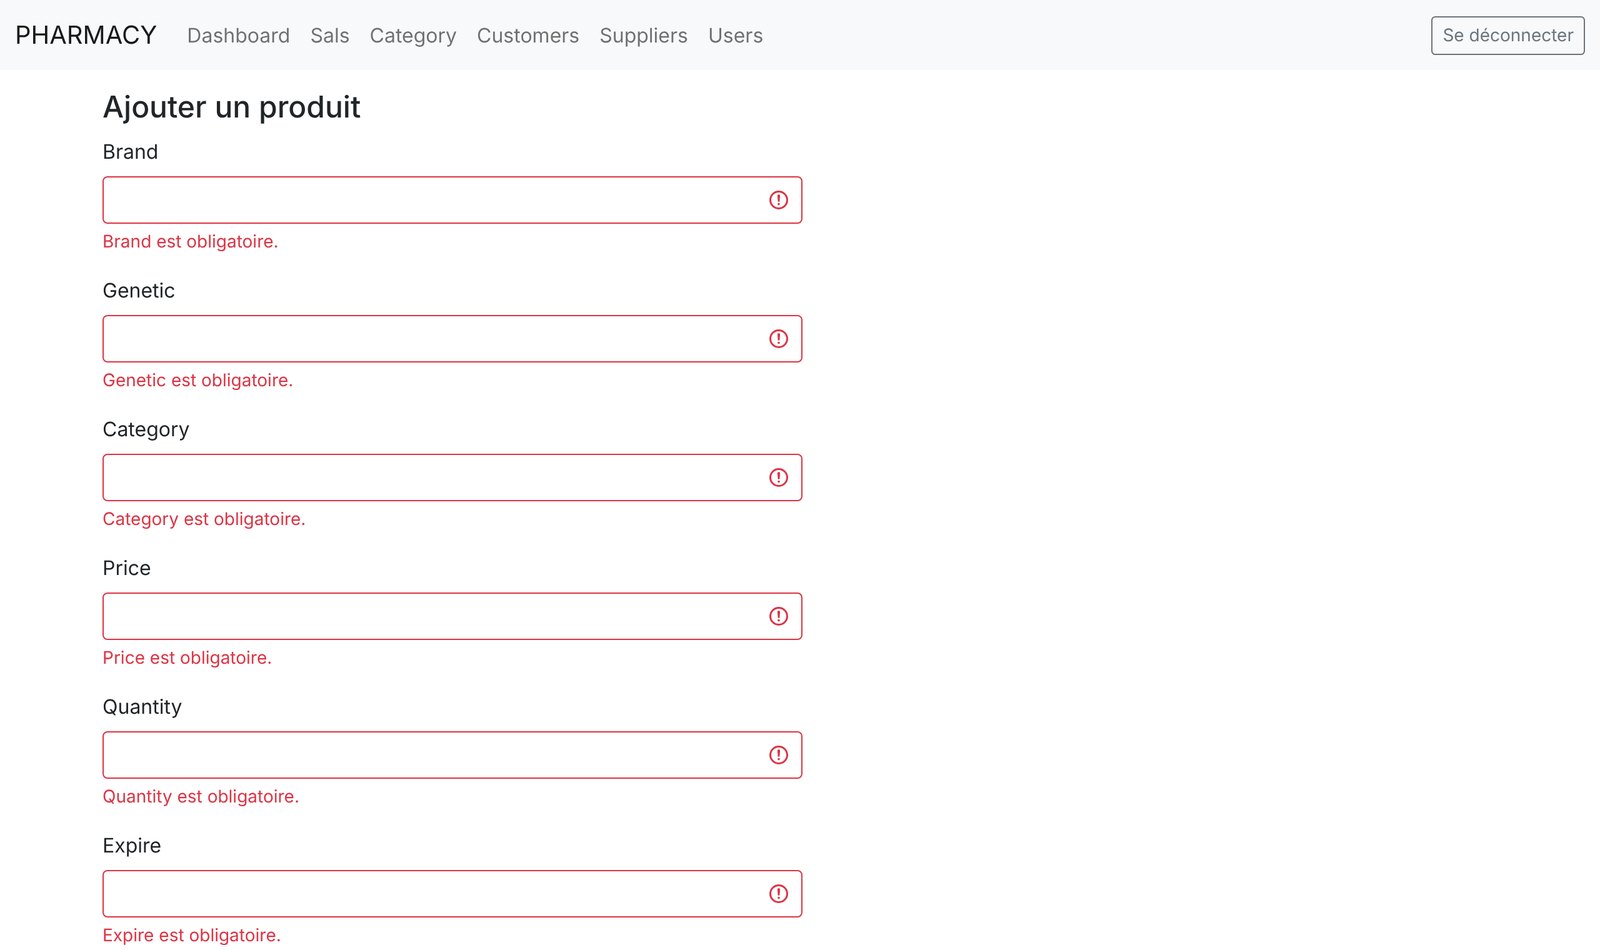 PHARMACY Dashboard Sals Category Customers Suppliers Users Se déconnecter
Ajouter un produit
Brand
Brand est obligatoire.
Genetic
Genetic est obligatoire.
Category
Category est obligatoire.
Price
Price est obligatoire.
Quantity
Quantity est obligatoire.
Expire
Expire est obligatoire.